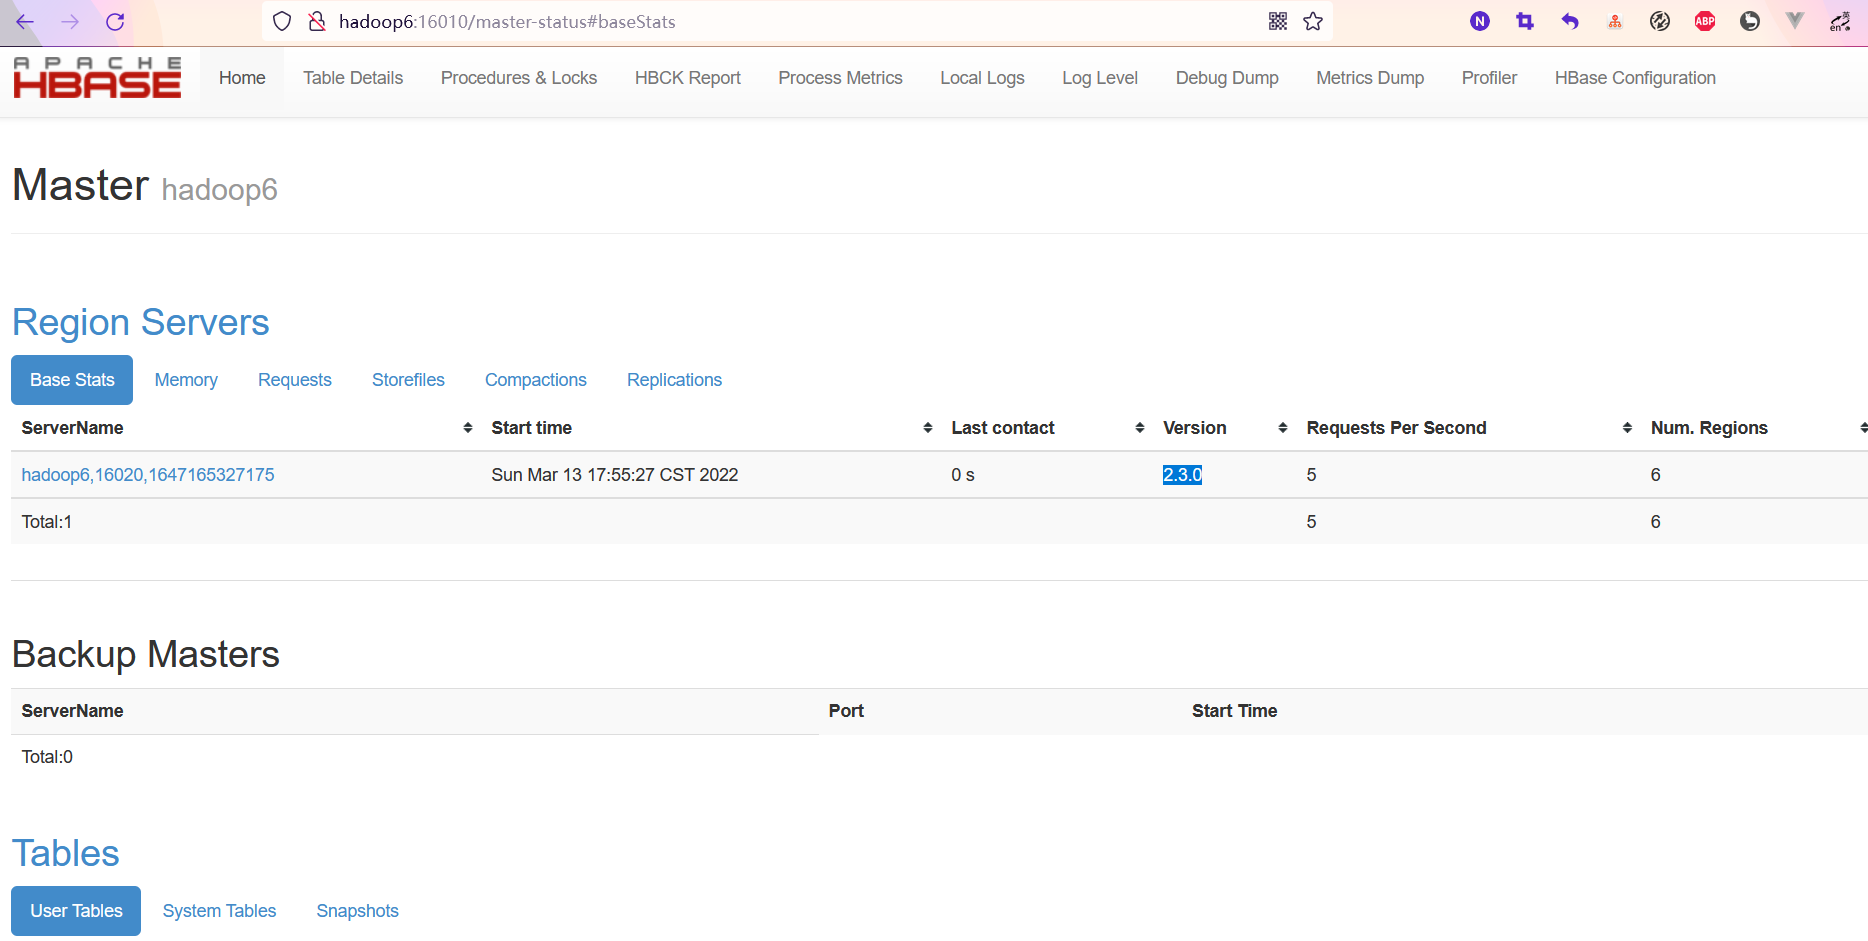 hadoop6:16010/master-status#baseStats
N
ABP
英
en
APACHE
HBASE
Home Table Details Procedures & Locks HBCK Report Process Metrics Local Logs Log Level Debug Dump Metrics Dump Profiler HBase Configuration
Master hadoop6
Region Servers
Base Stats Memory Requests Storefiles Compactions Replications
ServerName Start time Last contact Version Requests Per Second Num. Regions
hadoop6,16020,1647165327175 Sun Mar 13 17:55:27 CST 2022 0 s 2.3.0 5 6
Total:1 5 6
Backup Masters
ServerName Port Start Time
Total:0
Tables
User Tables System Tables Snapshots